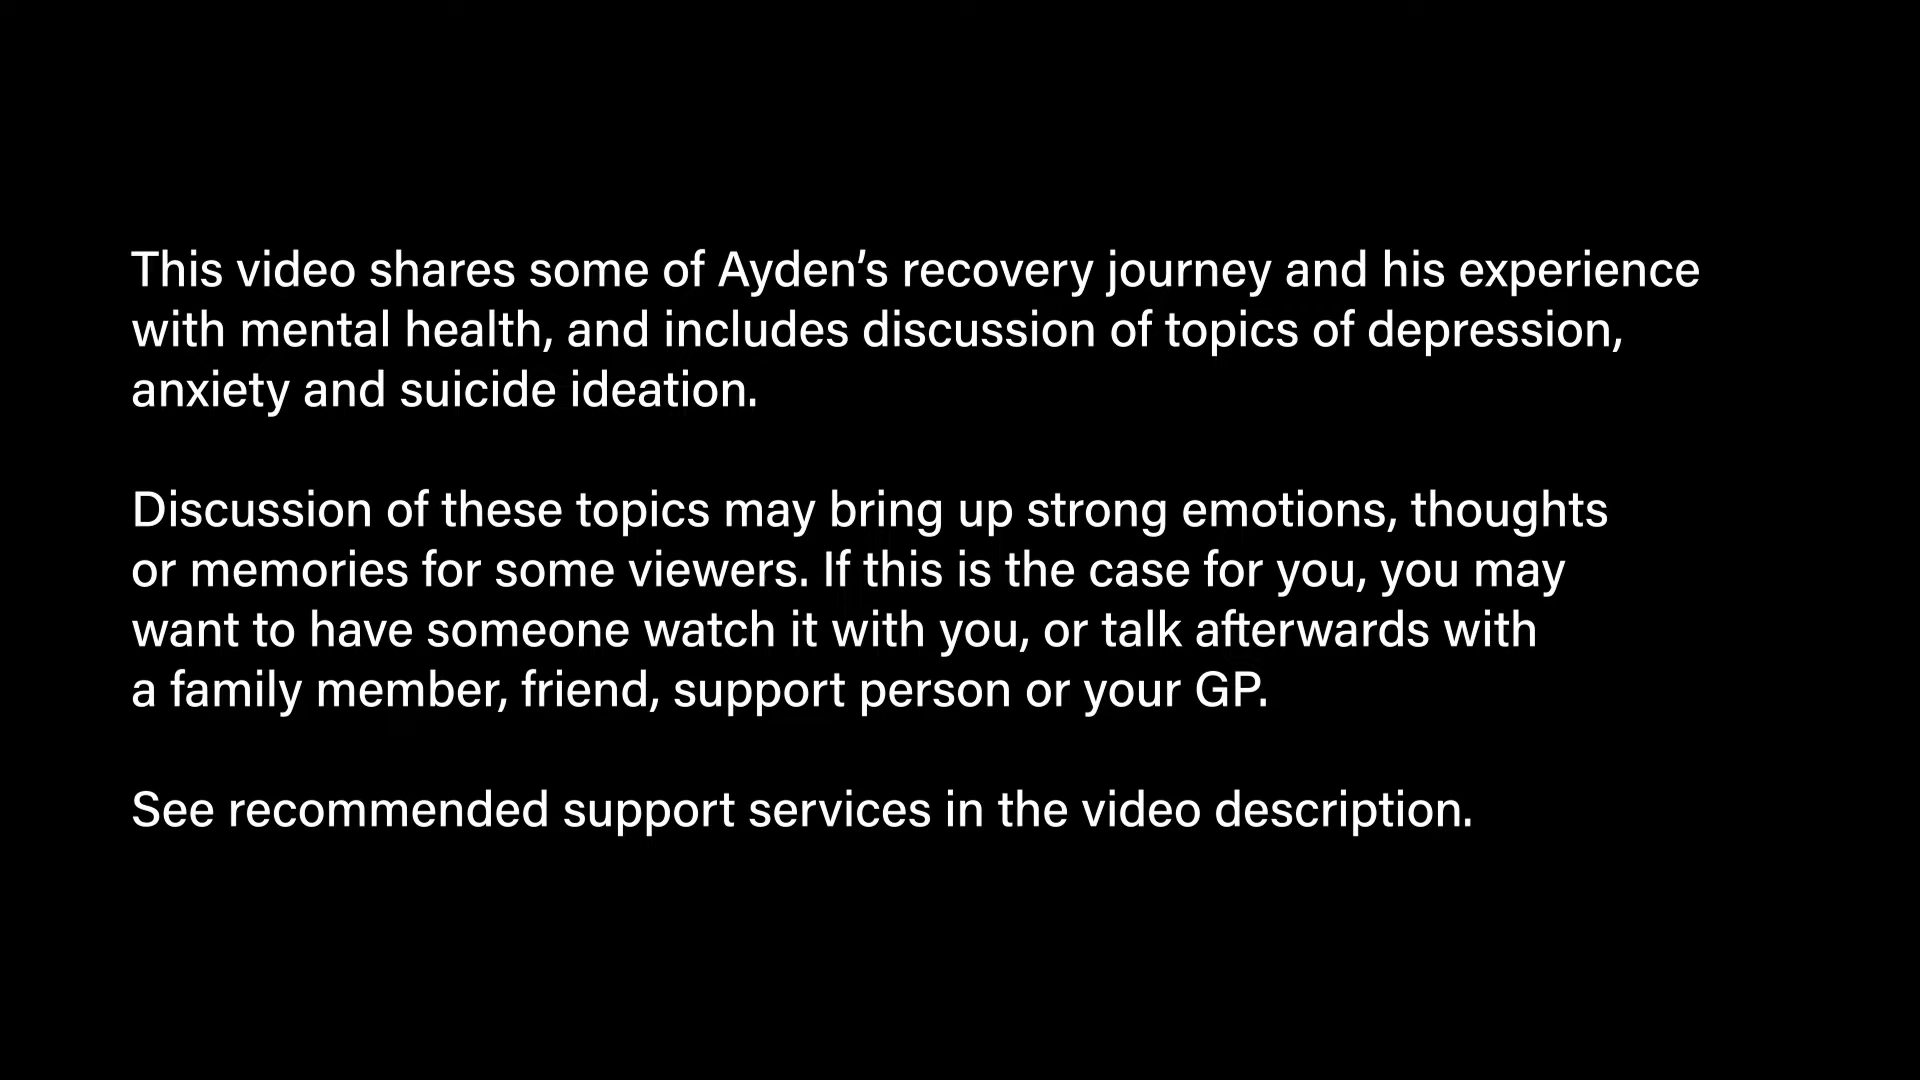 This video shares some of Ayden’s recovery journey and his experience
with mental health, and includes discussion of topics of depression,
anxiety and suicide ideation.
Discussion of these topics may bring up strong emotions, thoughts
or memories for some viewers. If this is the case for you, you may
want to have someone watch it with you, or talk afterwards with
a family member, friend, support person or your GP.
See recommended support services in the video description.